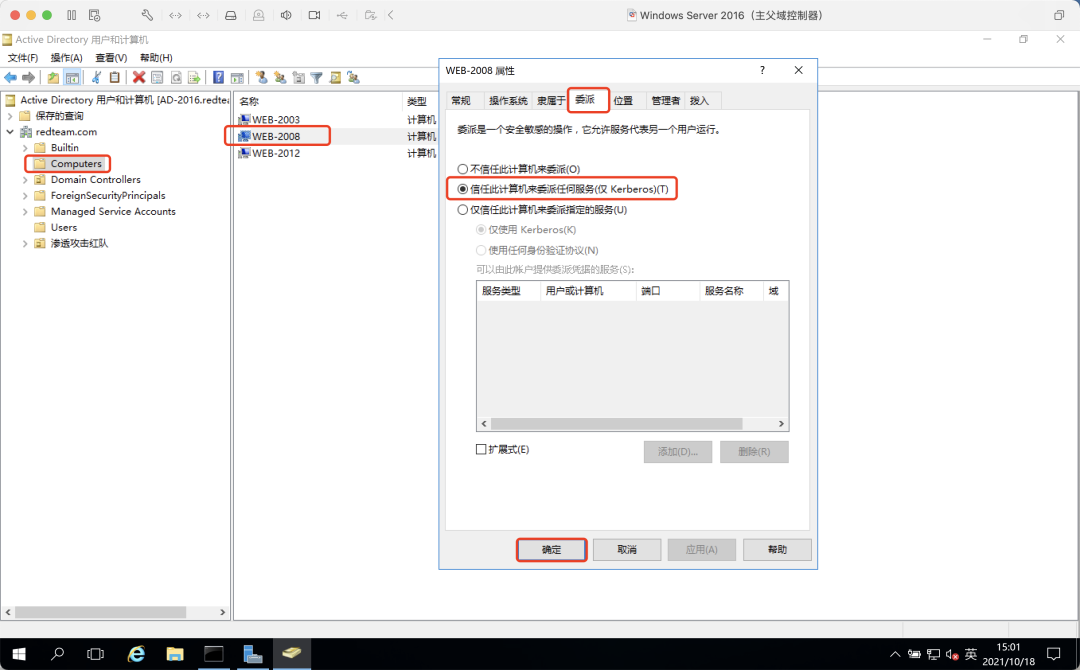 Windows Server 2016（主父域控制器）
Active Directory 用户和计算机
文件(F) 操作(A) 查看(V) 帮助(H)
Active Directory 用户和计算机 [AD-2016.redtea
保存的查询
redteam.com
Builtin
Computers
Domain Controllers
ForeignSecurityPrincipals
Managed Service Accounts
Users
渗透攻击红队
名称 类型
WEB-2003 计算机
WEB-2008 计算机
WEB-2012 计算机
WEB-2008 属性
? ×
常规 操作系统 隶属于 委派 位置 管理者 拨入
委派是一个安全敏感的操作，它允许服务代表另一个用户运行。
不信任此计算机来委派(O)
信任此计算机来委派任何服务(仅 Kerberos)(T)
仅信任此计算机来委派指定的服务(U)
仅使用 Kerberos(K)
使用任何身份验证协议(N)
可以由此帐户提供委派凭据的服务(S):
服务类型 用户或计算机 端口 服务名称 域
扩展式(E)
添加(D)... 删除(R)
确定 取消 应用(A) 帮助
英
15:01
2021/10/18